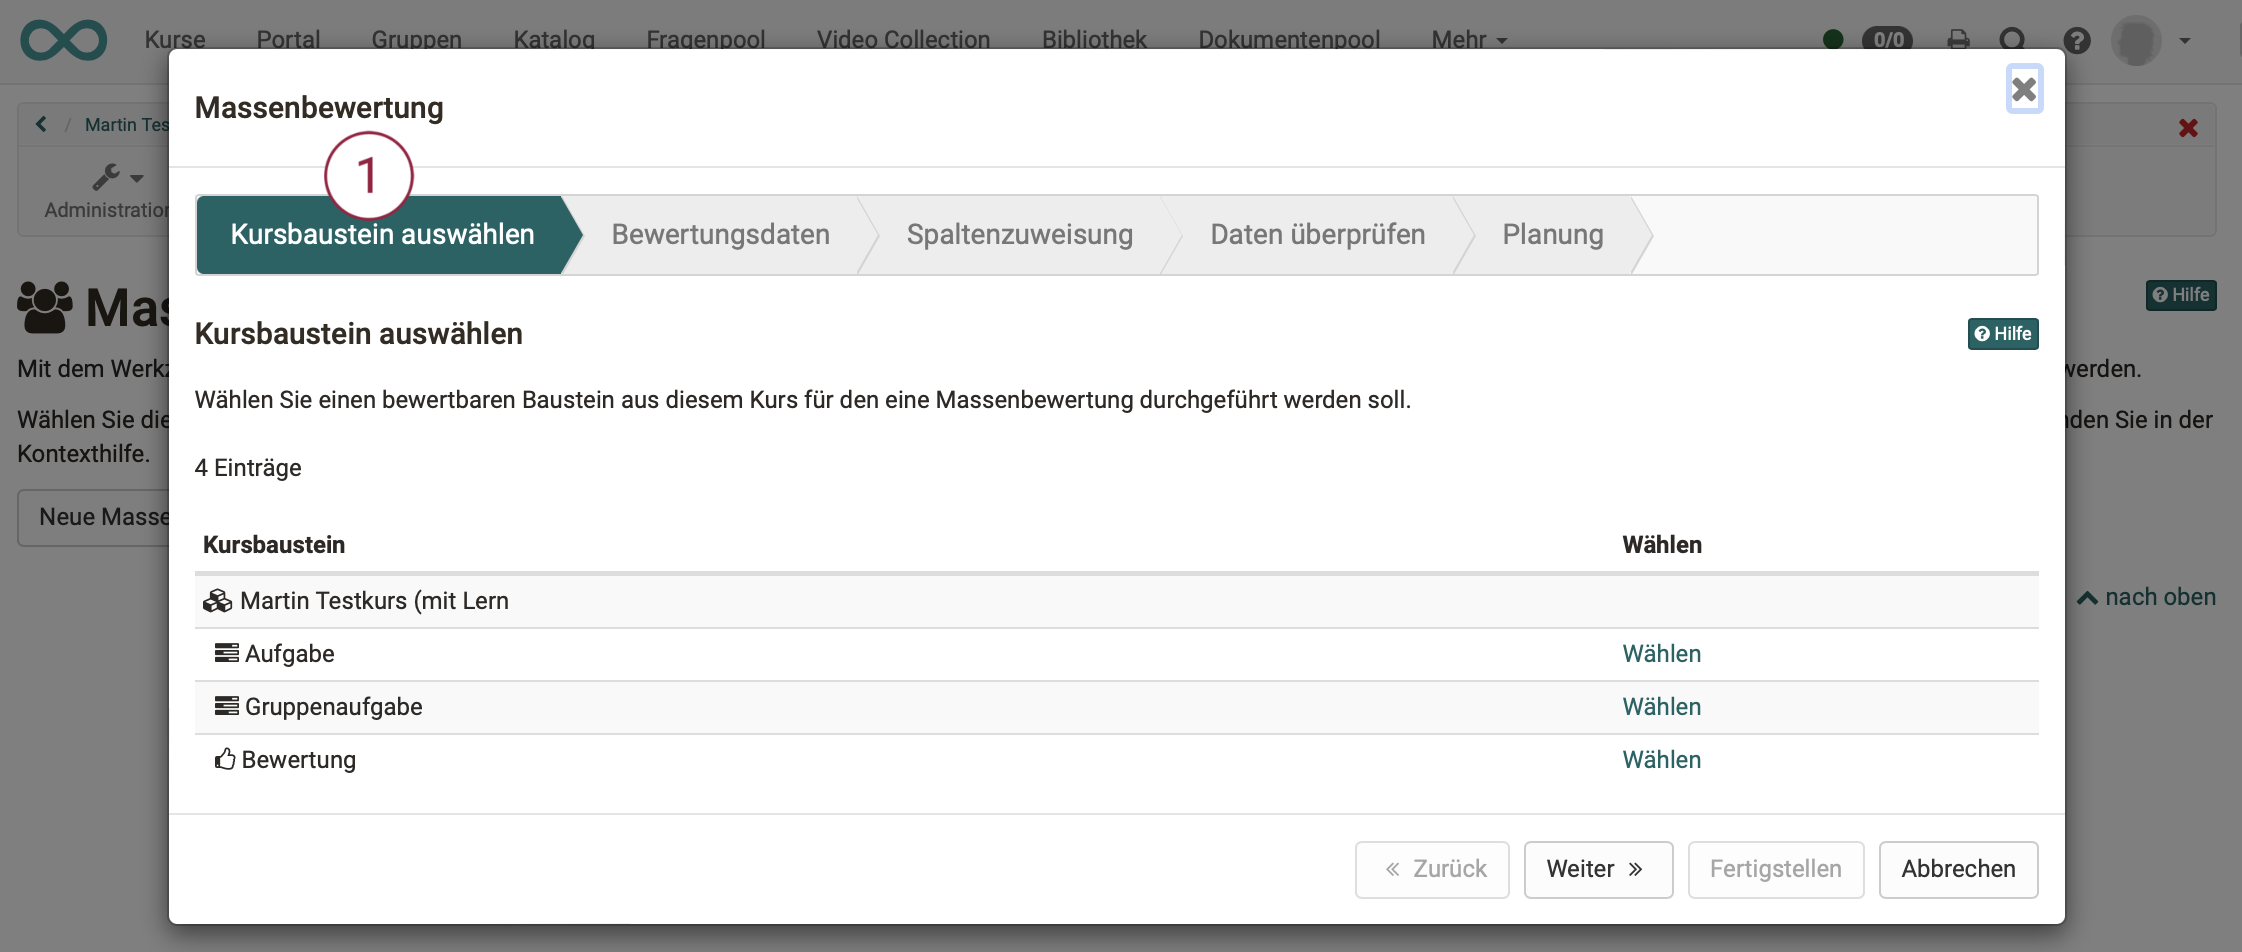 Kurse Portal Gruppen Katalog Fragenpool Video Collection Bibliothek Dokumentenpool Mehr 0/0
Massenbewertung
/ Martin Tes
1
Administration
Kursbaustein auswählen Bewertungsdaten Spaltenzuweisung Daten überprüfen Planung
Mas
Hilfe
Kursbaustein auswählen
Hilfe
Mit dem Werkz
werden.
Wählen Sie einen bewertbaren Baustein aus diesem Kurs für den eine Massenbewertung durchgeführt werden soll.
Wählen Sie die
nden Sie in der
Kontexthilfe.
4 Einträge
Neue Masse
Kursbaustein Wählen
Martin Testkurs (mit Lern
nach oben
Aufgabe Wählen
Gruppenaufgabe Wählen
Bewertung Wählen
« Zurück Weiter » Fertigstellen Abbrechen